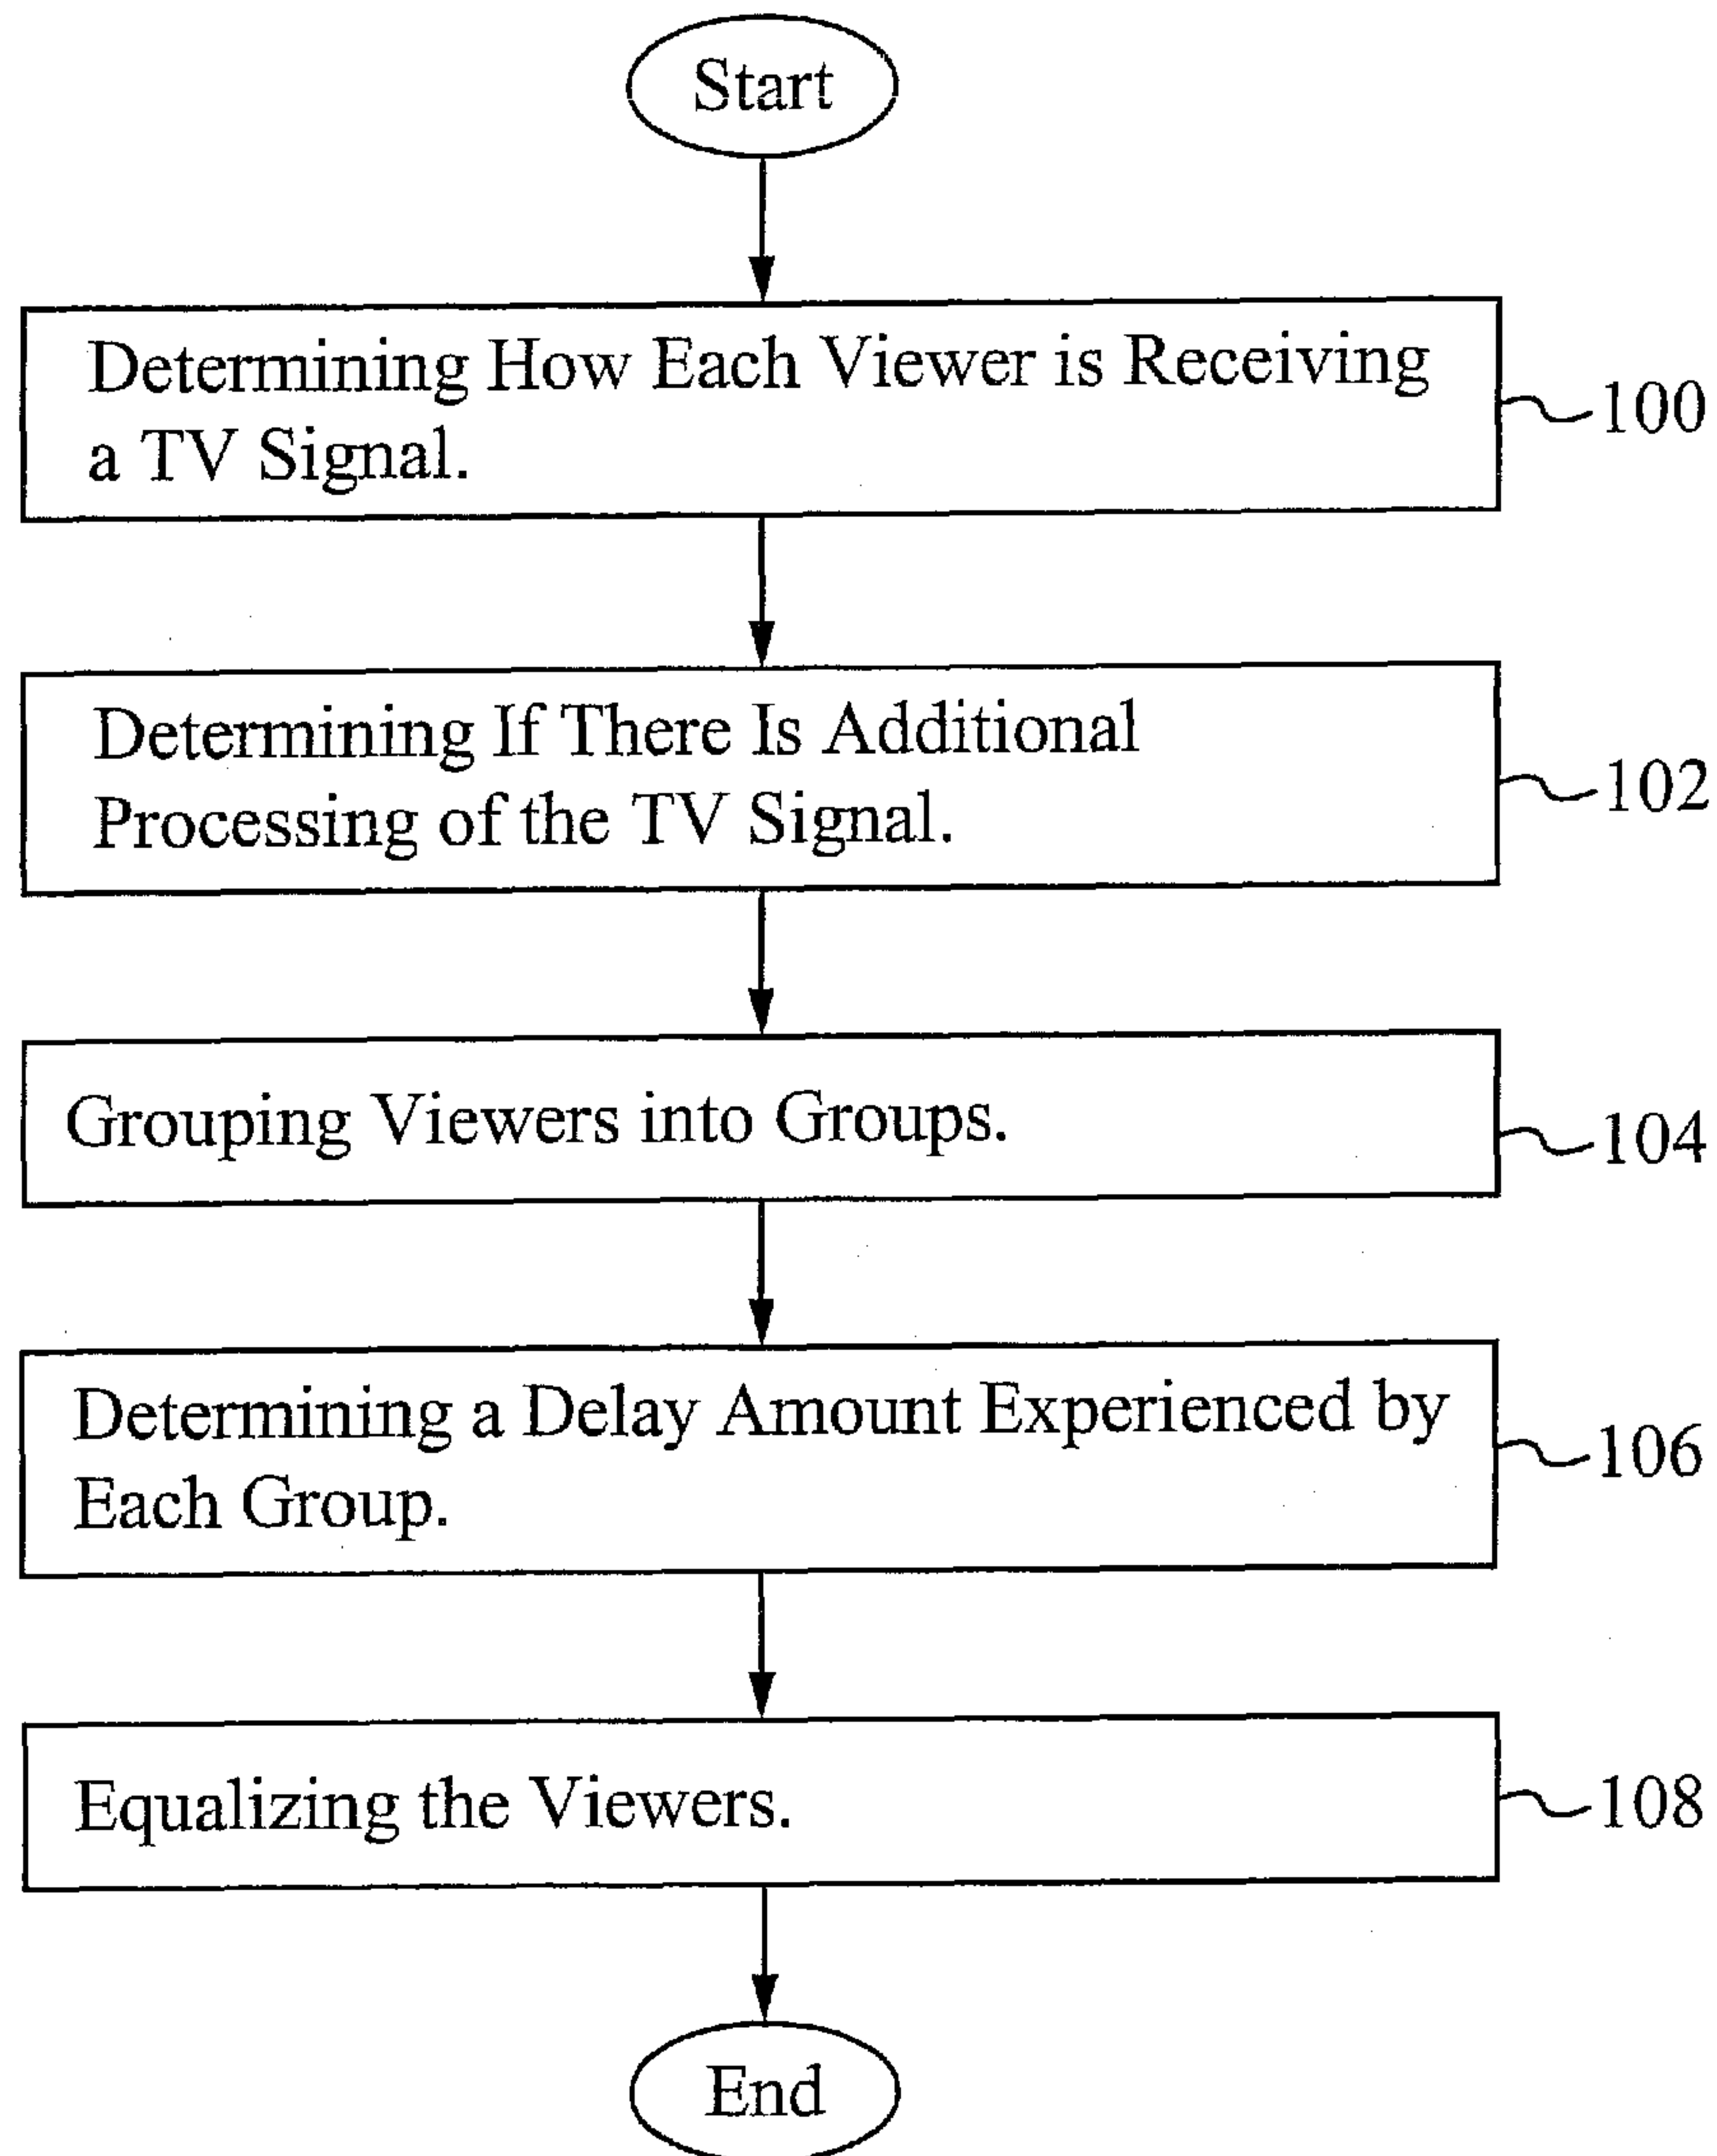 Start
Determining How Each Viewer is Receiving
a TV Signal.
100
Determining If There Is Additional
Processing of the TV Signal.
102
Grouping Viewers into Groups.
104
Determining a Delay Amount Experienced by
Each Group.
106
Equalizing the Viewers.
108
End